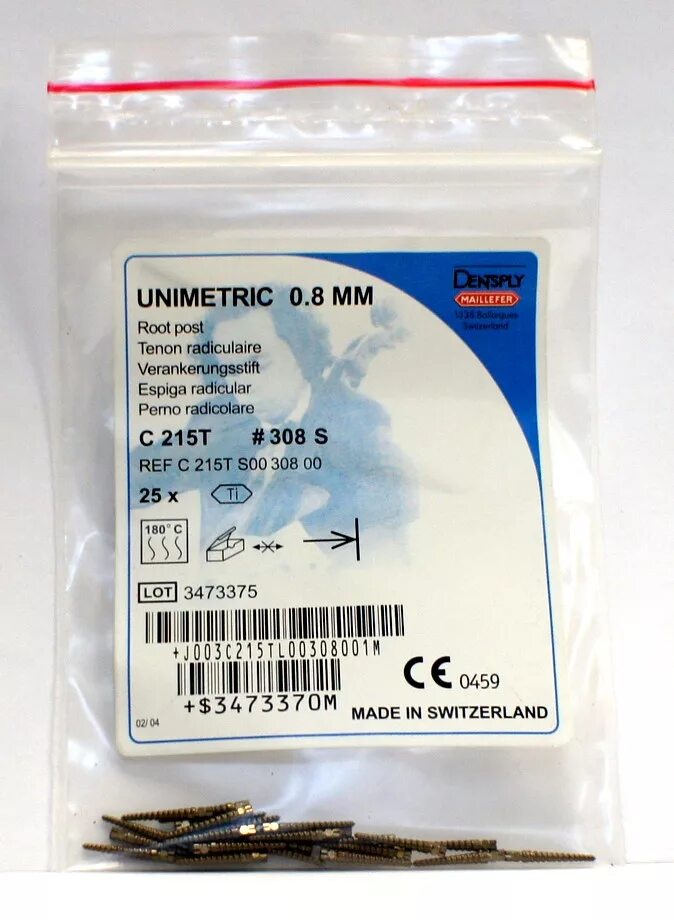 UNIMETRIC 0.8 MM
DENTSPLY
MAILLEFER
1338 Ballaigues
Switzerland
Root post
Tenon radiculaire
Verankerungsstift
Espiga radicular
Perno radicolare
C 215T # 308 S
REF C 215T S00 308 00
25 x Ti
180° C
LOT 3473375
+J003C215TL00308001M
CE 0459
+$3473370M
02/ 04
MADE IN SWITZERLAND